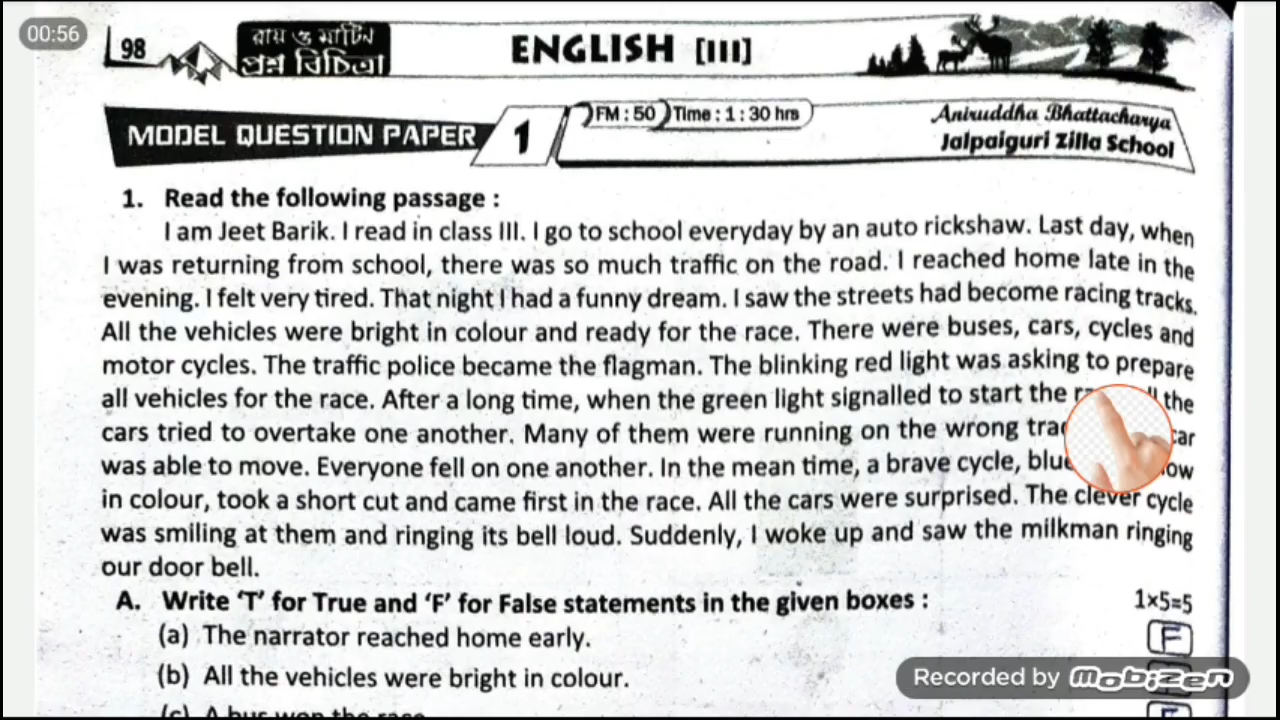 00:56
98
রায় ও মার্টিন
প্রশ্ন বিচিত্রা
ENGLISH [III]
MODEL QUESTION PAPER 1
FM : 50 Time : 1 : 30 hrs
Aniruddha Bhattacharya
Jalpaiguri Zilla School
1. Read the following passage :
I am Jeet Barik. I read in class III. I go to school everyday by an auto rickshaw. Last day, when
I was returning from school, there was so much traffic on the road. I reached home late in the
evening. I felt very tired. That night I had a funny dream. I saw the streets had become racing tracks.
All the vehicles were bright in colour and ready for the race. There were buses, cars, cycles and
motor cycles. The traffic police became the flagman. The blinking red light was asking to prepare
all vehicles for the race. After a long time, when the green light signalled to start the the
cars tried to overtake one another. Many of them were running on the wrong car
was able to move. Everyone fell on one another. In the mean time, a brave cycle,
in colour, took a short cut and came first in the race. All the cars were surprised. The clever cycle
was smiling at them and ringing its bell loud. Suddenly, I woke up and saw the milkman ringing
our door bell.
A. Write 'T' for True and 'F' for False statements in the given boxes : 1×5=5
(a) The narrator reached home early. F
(b) All the vehicles were bright in colour.
Recorded by mobizen
(c) A bus won the race